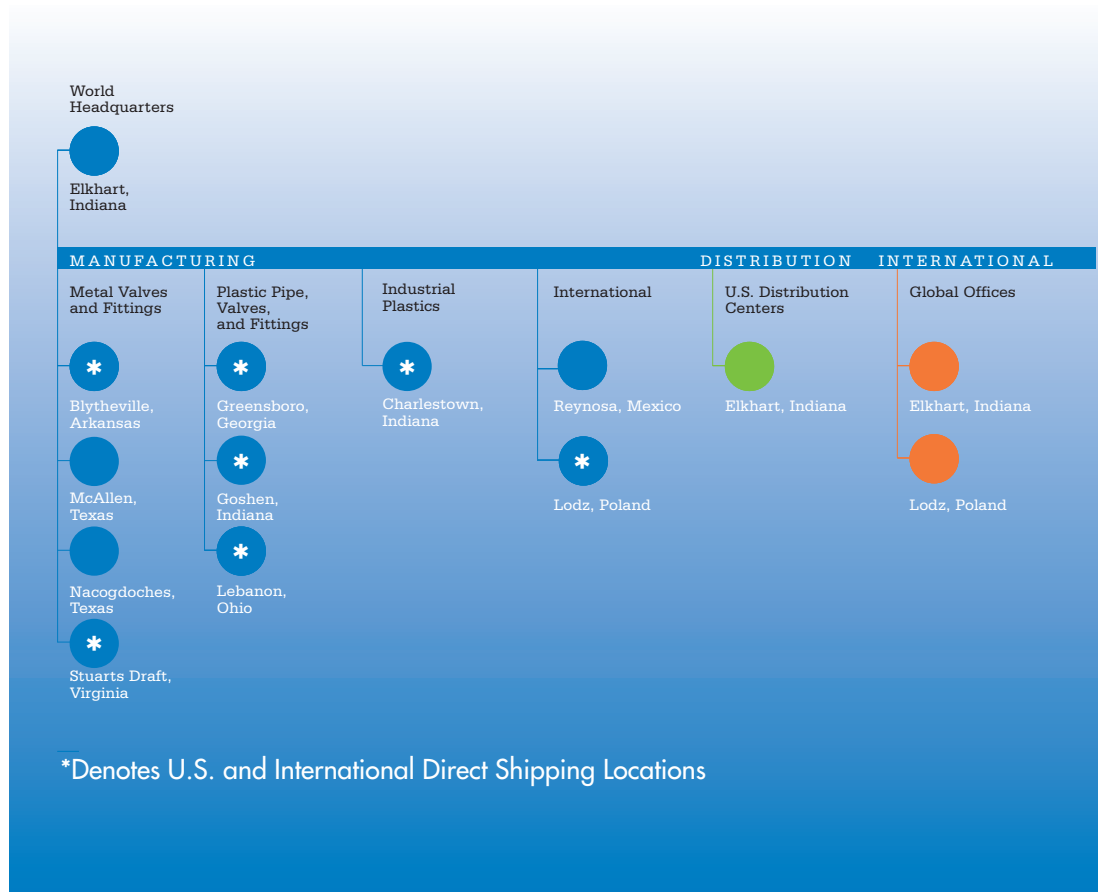 World
Headquarters
Elkhart,
Indiana
MANUFACTURING
DISTRIBUTION
INTERNATIONAL
Metal Valves
and Fittings
*
Blytheville,
Arkansas
McAllen,
Texas
Nacogdoches,
Texas
*
Stuarts Draft,
Virginia
Plastic Pipe,
Valves,
and Fittings
*
Greensboro,
Georgia
*
Goshen,
Indiana
*
Lebanon,
Ohio
Industrial
Plastics
*
Charlestown,
Indiana
International
Reynosa, Mexico
*
Lodz, Poland
U.S. Distribution
Centers
Elkhart, Indiana
Global Offices
Elkhart, Indiana
Lodz, Poland
*Denotes U.S. and International Direct Shipping Locations